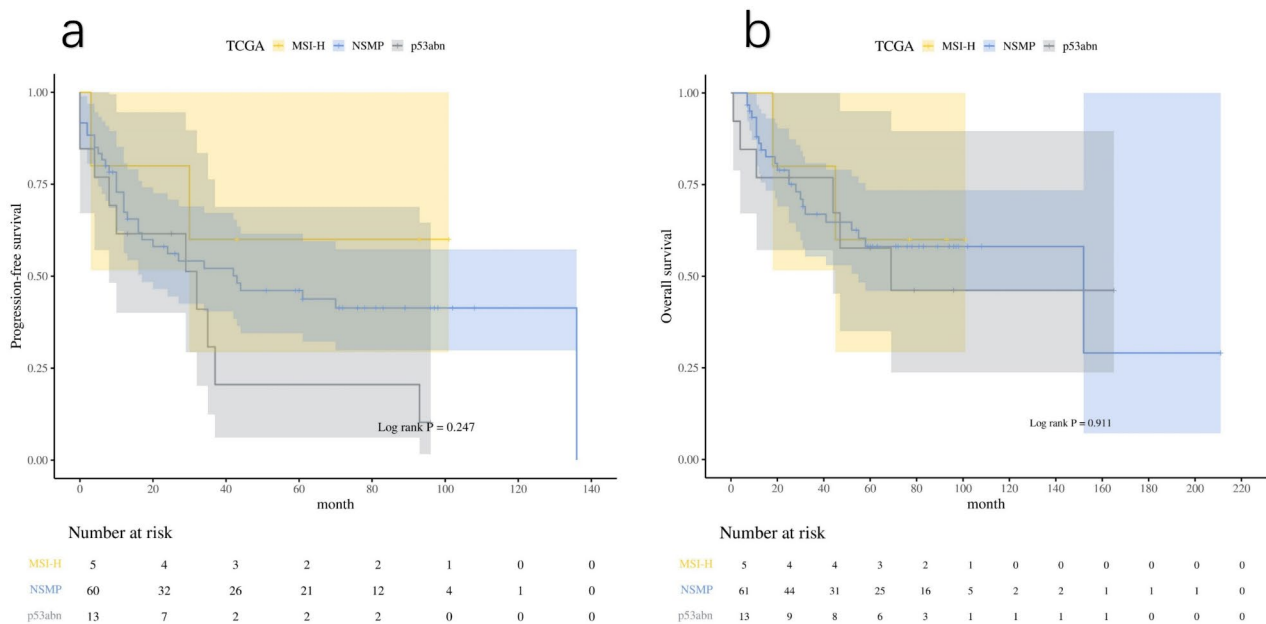 a
TCGA MSI-H NSMP p53abn
Progression-free survival
1.00
0.75
0.50
0.25
0.00
Log rank P = 0.247
0 20 40 60 80 100 120 140
month
Number at risk
MSI-H 5 4 3 2 2 1 0 0
NSMP 60 32 26 21 12 4 1 0
p53abn 13 7 2 2 2 0 0 0
b
TCGA MSI-H NSMP p53abn
Overall survival
1.00
0.75
0.50
0.25
0.00
Log rank P = 0.911
0 20 40 60 80 100 120 140 160 180 200 220
month
Number at risk
MSI-H 5 4 4 3 2 1 0 0 0 0 0 0
NSMP 61 44 31 25 16 5 2 2 1 1 1 0
p53abn 13 9 8 6 3 1 1 1 1 0 0 0